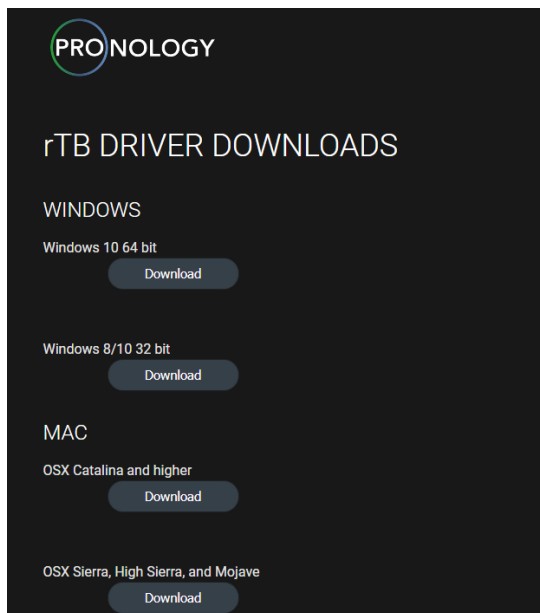 PRONOLOGY
rTB DRIVER DOWNLOADS
WINDOWS
Windows 10 64 bit
Download
Windows 8/10 32 bit
Download
MAC
OSX Catalina and higher
Download
OSX Sierra, High Sierra, and Mojave
Download